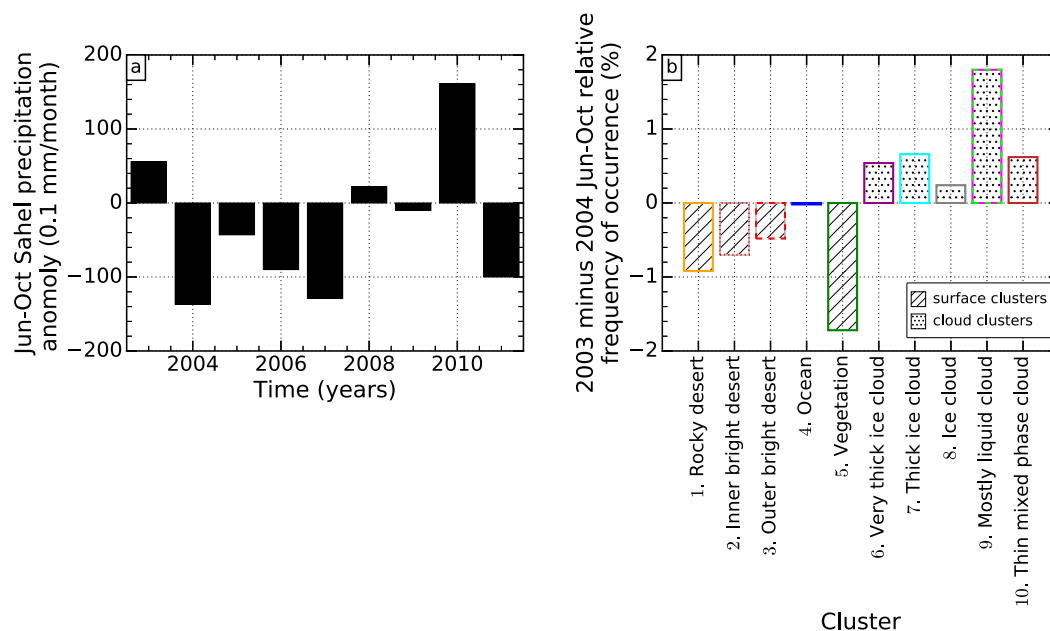 a
Jun-Oct Sahel precipitation
anomoly (0.1 mm/month)
200
100
0
−100
−200
2004
2006
2008
2010
Time (years)
b
2003 minus 2004 Jun-Oct relative
frequency of occurrence (%)
2
1
0
−1
−2
surface clusters
cloud clusters
1. Rocky desert
2. Inner bright desert
3. Outer bright desert
4. Ocean
5. Vegetation
6. Very thick ice cloud
7. Thick ice cloud
8. Ice cloud
9. Mostly liquid cloud
10. Thin mixed phase cloud
Cluster